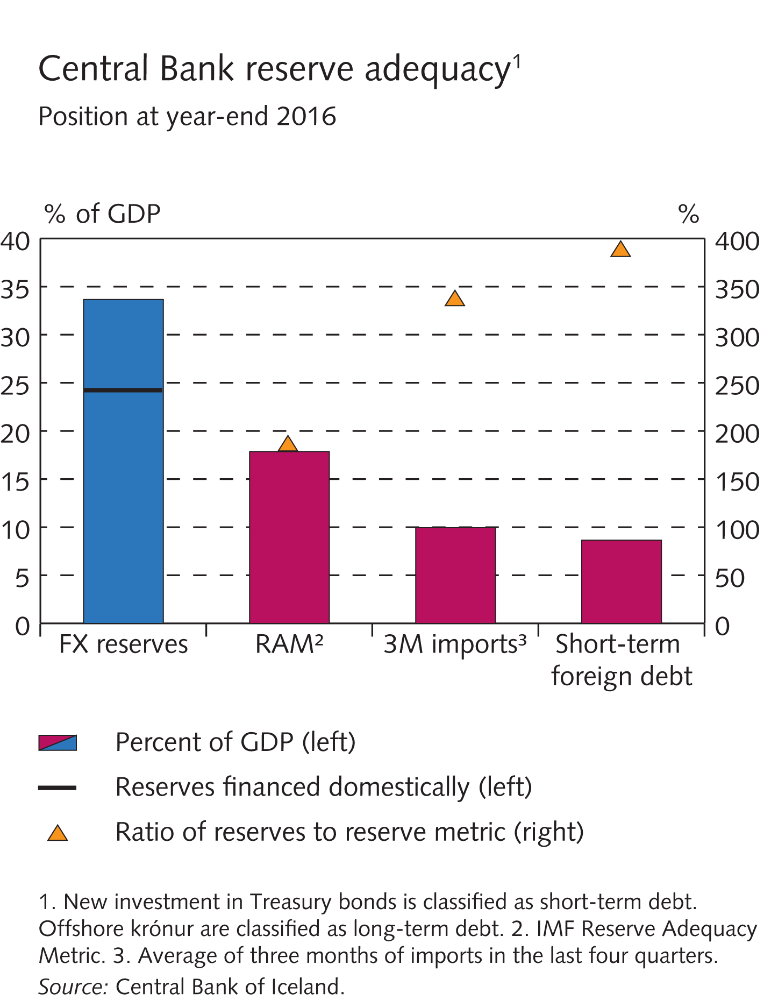 Central Bank reserve adequacy¹
Position at year-end 2016
% of GDP %
40 400
35 350
30 300
25 250
20 200
15 150
10 100
5 50
0 0
FX reserves RAM² 3M imports³ Short-term
foreign debt
Percent of GDP (left)
Reserves financed domestically (left)
Ratio of reserves to reserve metric (right)
1. New investment in Treasury bonds is classified as short-term debt.
Offshore krónur are classified as long-term debt. 2. IMF Reserve Adequacy
Metric. 3. Average of three months of imports in the last four quarters.
Source: Central Bank of Iceland.